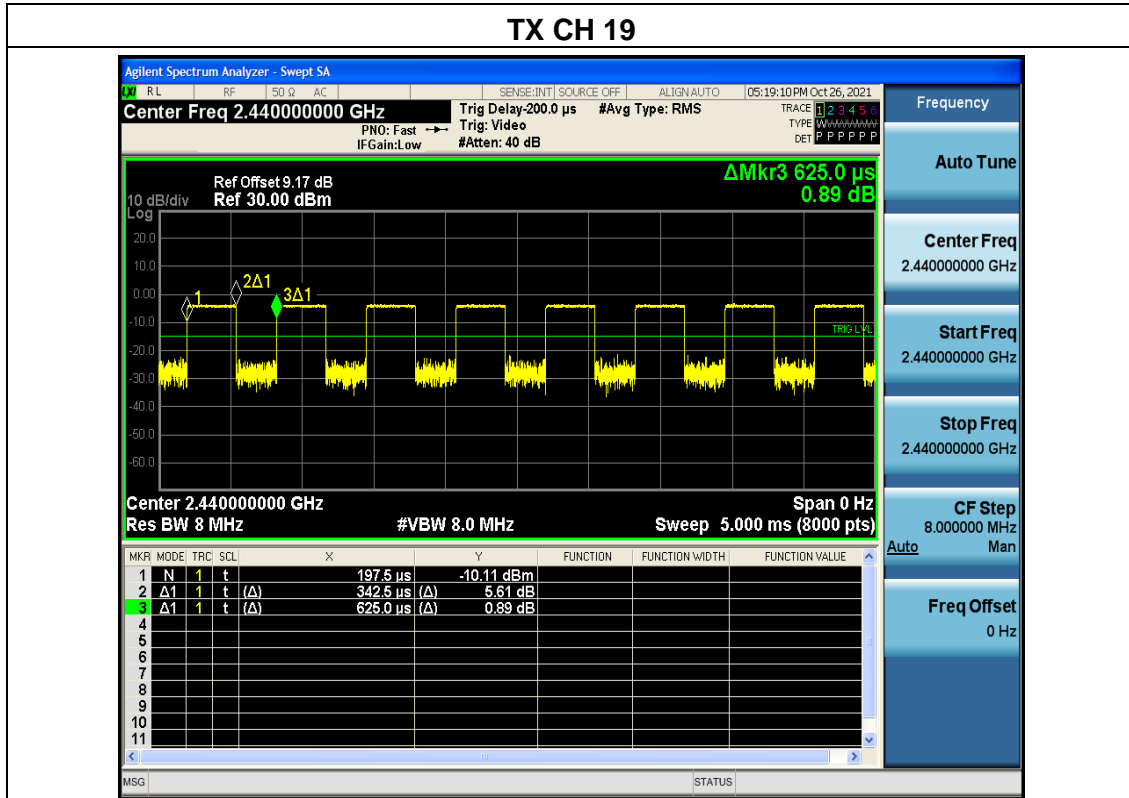 TX CH 19
Agilent Spectrum Analyzer - Swept SA
LXI RL RF 50 Ω AC SENSE:INT SOURCE OFF ALIGNAUTO 05:19:10 PM Oct 26, 2021
Center Freq 2.440000000 GHz
PNO: Fast
IFGain:Low
Trig Delay-200.0 µs #Avg Type: RMS
Trig: Video
#Atten: 40 dB
TRACE 1 2 3 4 5 6
TYPE W
DET P P P P P P
Ref Offset 9.17 dB
Ref 30.00 dBm
10 dB/div
Log
ΔMkr3 625.0 µs
0.89 dB
20.0
10.0
0.00
-10.0
-20.0
-30.0
-40.0
-50.0
-60.0
1
2Δ1
3Δ1
TRIG LVL
Center 2.440000000 GHz Span 0 Hz
Res BW 8 MHz #VBW 8.0 MHz Sweep 5.000 ms (8000 pts)
MKR MODE TRC SCL X Y FUNCTION FUNCTION WIDTH FUNCTION VALUE
1 N 1 t 197.5 µs -10.11 dBm
2 Δ1 1 t (Δ) 342.5 µs (Δ) 5.61 dB
3 Δ1 1 t (Δ) 625.0 µs (Δ) 0.89 dB
4
5
6
7
8
9
10
11
MSG STATUS
Frequency
Auto Tune
Center Freq
2.440000000 GHz
Start Freq
2.440000000 GHz
Stop Freq
2.440000000 GHz
CF Step
8.000000 MHz
Auto Man
Freq Offset
0 Hz